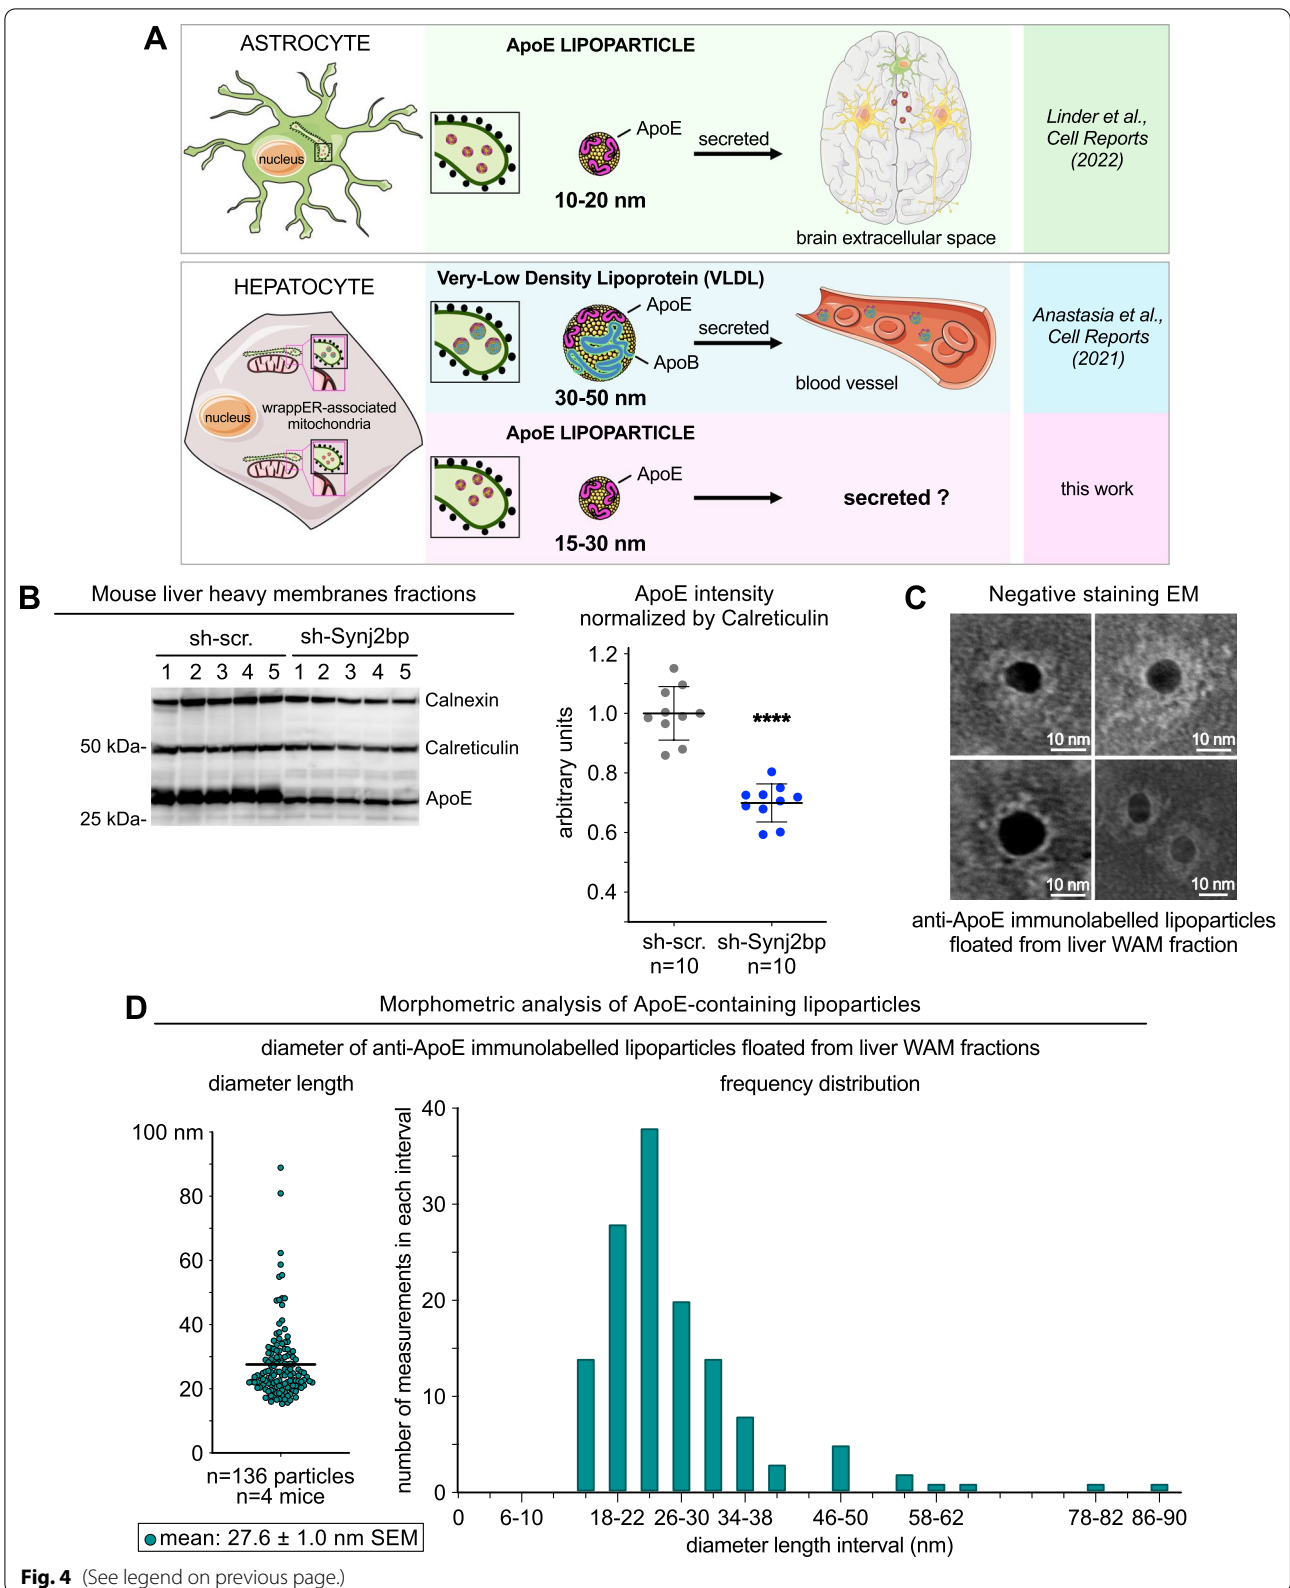 A
ASTROCYTE
nucleus
ApoE LIPOPARTICLE
ApoE
10-20 nm
secreted
brain extracellular space
Linder et al.,
Cell Reports
(2022)
HEPATOCYTE
nucleus
wrappER-associated
mitochondria
Very-Low Density Lipoprotein (VLDL)
ApoE
ApoB
30-50 nm
secreted
blood vessel
Anastasia et al.,
Cell Reports
(2021)
ApoE LIPOPARTICLE
ApoE
15-30 nm
secreted ?
this work
B
Mouse liver heavy membranes fractions
sh-scr. sh-Synj2bp
1 2 3 4 5 1 2 3 4 5
Calnexin
50 kDa-
Calreticulin
ApoE
25 kDa-
ApoE intensity
normalized by Calreticulin
arbitrary units
1.2
1.0
0.8
0.6
0.4
****
sh-scr. sh-Synj2bp
n=10 n=10
C
Negative staining EM
10 nm
10 nm
10 nm
10 nm
anti-ApoE immunolabelled lipoparticles
floated from liver WAM fraction
D
Morphometric analysis of ApoE-containing lipoparticles
diameter of anti-ApoE immunolabelled lipoparticles floated from liver WAM fractions
diameter length
100 nm
80
60
40
20
0
n=136 particles
n=4 mice
mean: 27.6 ± 1.0 nm SEM
frequency distribution
number of measurements in each interval
40
30
20
10
0
0 6-10 18-22 26-30 34-38 46-50 58-62 78-82 86-90
diameter length interval (nm)
Fig. 4 (See legend on previous page.)